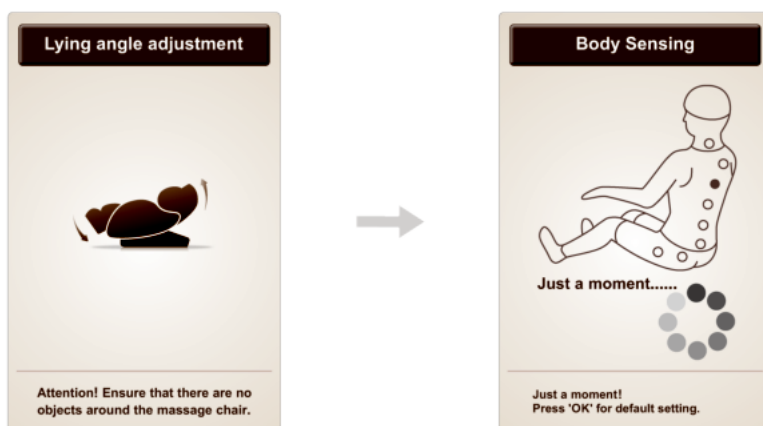 Lying angle adjustment
Attention! Ensure that there are no
objects around the massage chair.
Body Sensing
Just a moment......
Just a moment!
Press 'OK' for default setting.